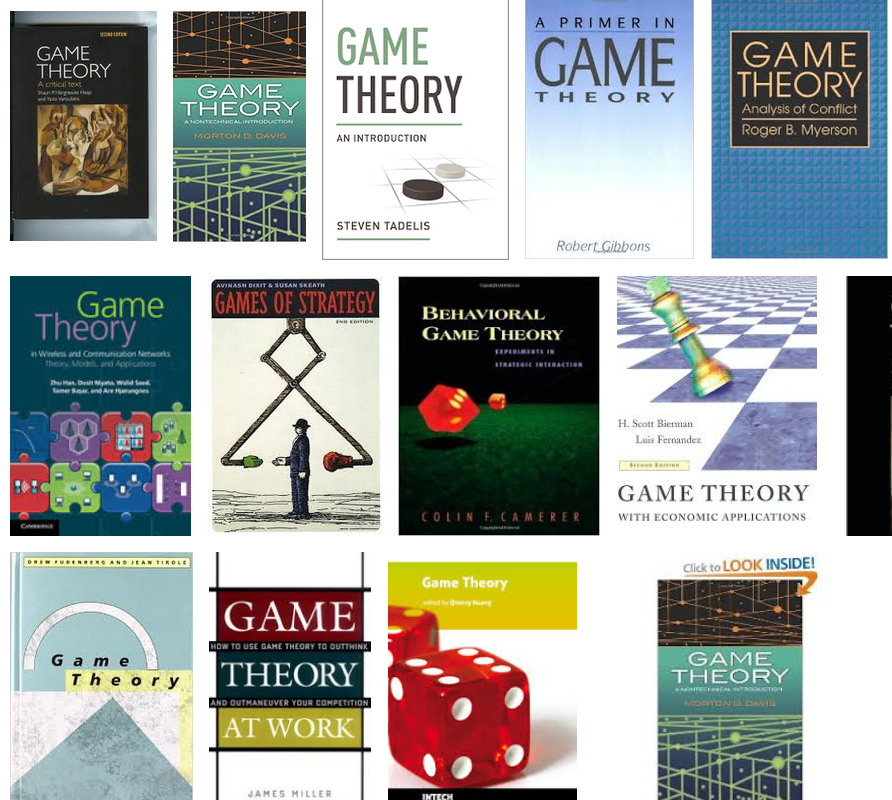 SECOND EDITION
GAME
THEORY
A critical text
Shaun P. Hargreaves Heap
and Yanis Varoufakis
GAME
THEORY
A NONTECHNICAL INTRODUCTION
MORTON D. DAVIS
GAME
THEORY
AN INTRODUCTION
STEVEN TADELIS
A PRIMER IN
GAME
THEORY
Robert Gibbons
GAME
THEORY
Analysis of Conflict
Roger B. Myerson
Game
Theory
in Wireless and Communication Networks
Theory, Models, and Applications
Zhu Han, Dusit Niyato, Walid Saad,
Tamer Başar, and Are Hjørungnes
CAMBRIDGE
AVINASH DIXIT & SUSAN SKEATH
GAMES OF STRATEGY
2ND EDITION
BEHAVIORAL
GAME THEORY
EXPERIMENTS IN
STRATEGIC INTERACTION
COLIN F. CAMERER
H. Scott Bierman
Luis Fernandez
SECOND EDITION
GAME THEORY
WITH ECONOMIC APPLICATIONS
DREW FUDENBERG AND JEAN TIROLE
Game
Theory
GAME
HOW TO USE GAME THEORY TO OUTTHINK
THEORY
AND OUTMANEUVER YOUR COMPETITION
AT WORK
JAMES MILLER
Game Theory
edited by Qiming Huang
INTECH
Click to LOOK INSIDE!
GAME
THEORY
A NONTECHNICAL INTRODUCTION
MORTON D. DAVIS